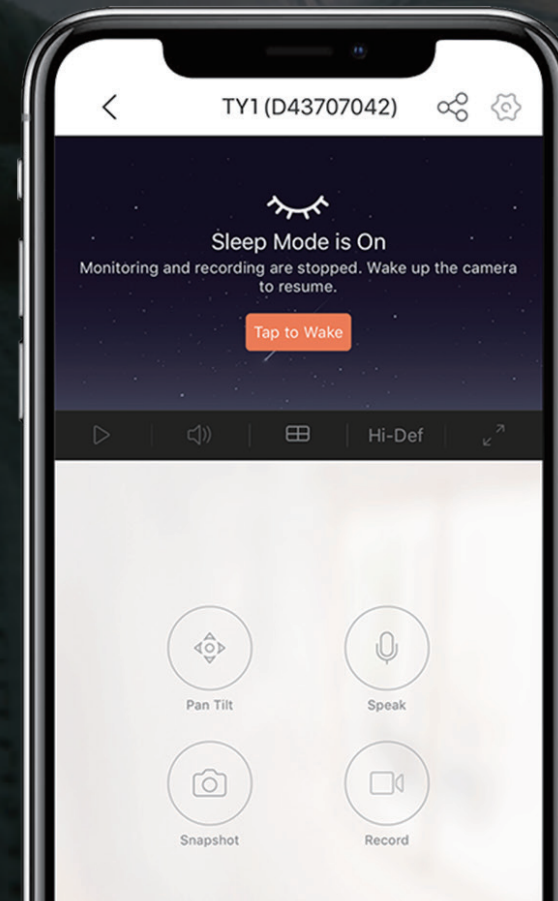 TY1 (D43707042)
Sleep Mode is On
Monitoring and recording are stopped. Wake up the camera
to resume.
Tap to Wake
Hi-Def
Pan Tilt
Speak
Snapshot
Record